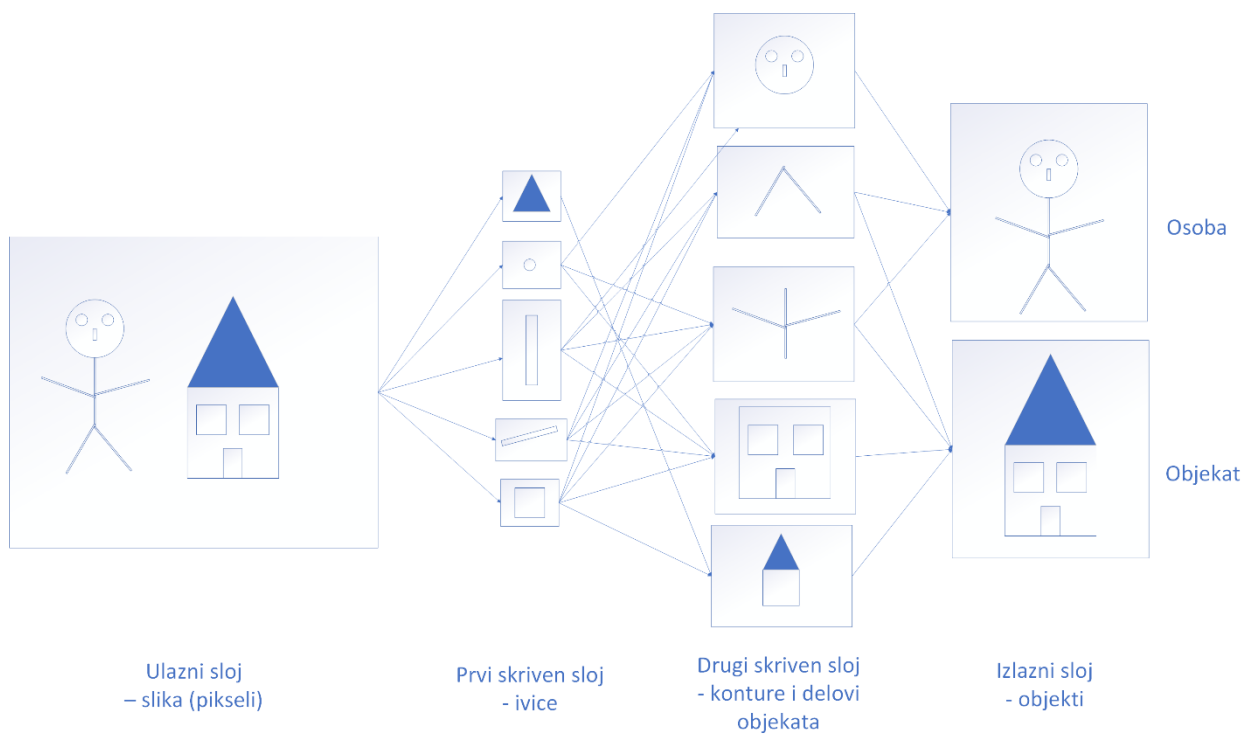 Osoba
Objekat
Ulazni sloj
– slika (pikseli)
Prvi skriven sloj
- ivice
Drugi skriven sloj
- konture i delovi
objekata
Izlazni sloj
- objekti